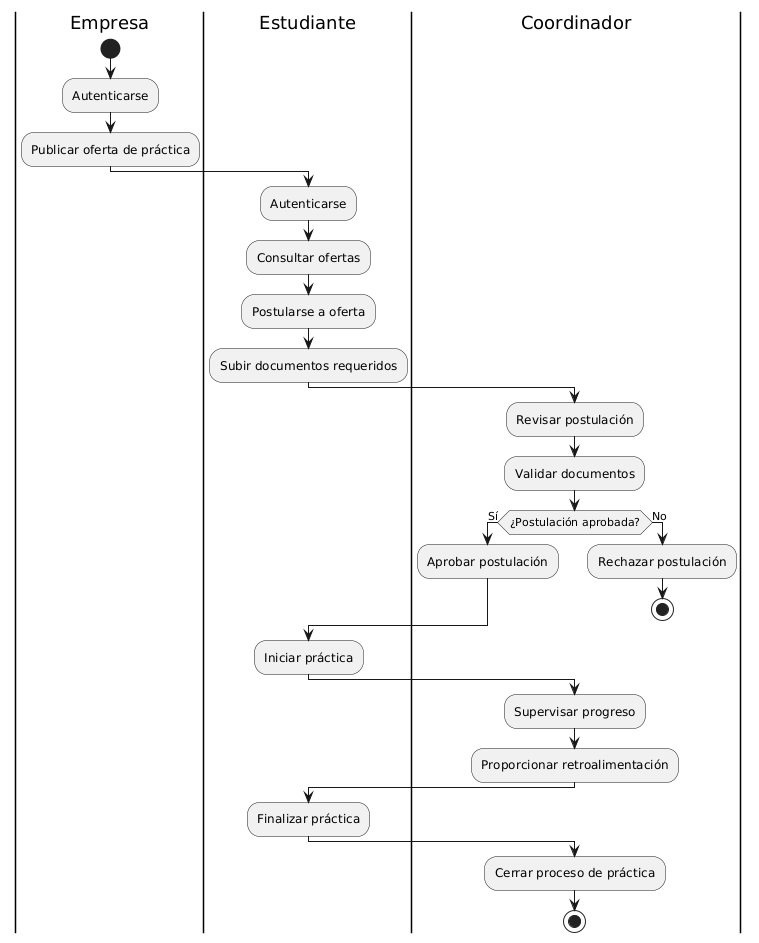 Empresa
Estudiante
Coordinador
Autenticarse
Publicar oferta de práctica
Autenticarse
Consultar ofertas
Postularse a oferta
Subir documentos requeridos
Revisar postulación
Validar documentos
¿Postulación aprobada?
Sí
No
Aprobar postulación
Rechazar postulación
Iniciar práctica
Supervisar progreso
Proporcionar retroalimentación
Finalizar práctica
Cerrar proceso de práctica